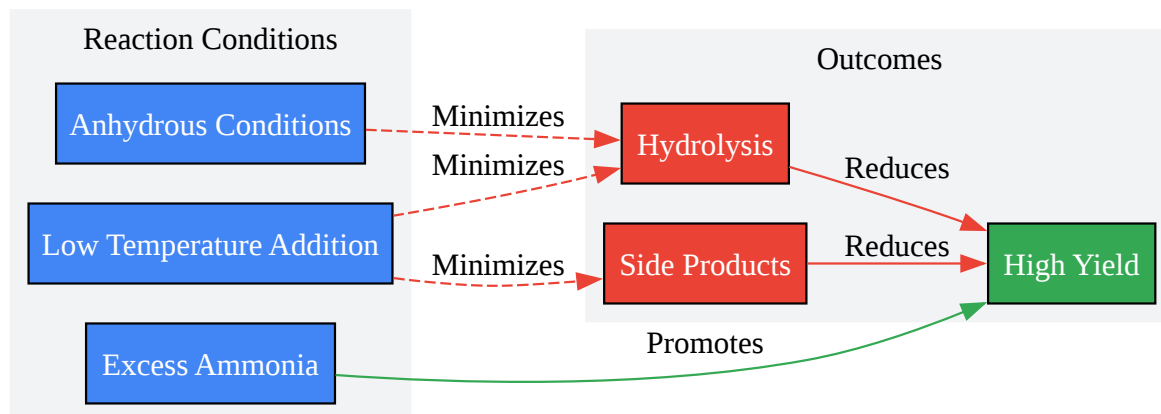 Reaction Conditions
Outcomes
Anhydrous Conditions
Minimizes
Hydrolysis
Minimizes
Reduces
Low Temperature Addition
Minimizes
Side Products
Reduces
High Yield
Excess Ammonia
Promotes